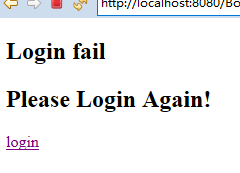 http://localhost:8080/Bo
Login fail
Please Login Again!
login